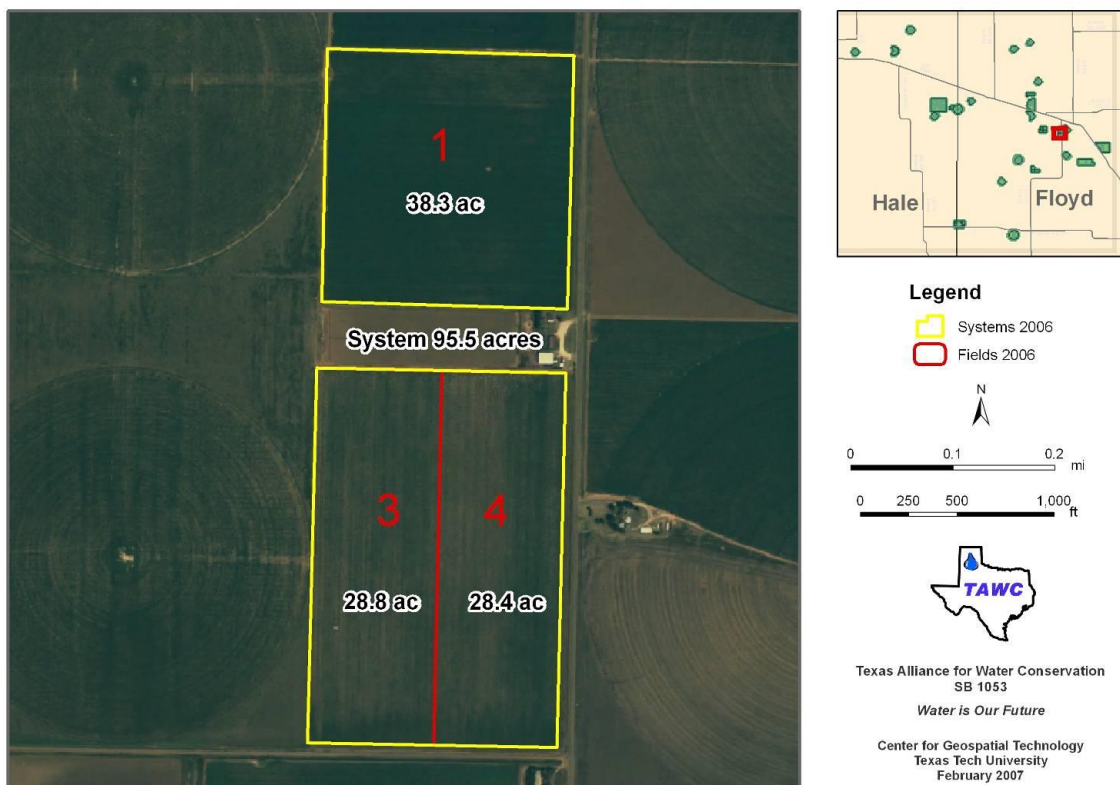 1
38.3 ac
System 95.5 acres
3
4
28.8 ac
28.4 ac
Hale
Floyd
Legend
Systems 2006
Fields 2006
N
0 0.1 0.2
mi
0 250 500 1,000
ft
TAWC
Texas Alliance for Water Conservation
SB 1053
Water is Our Future
Center for Geospatial Technology
Texas Tech University
February 2007